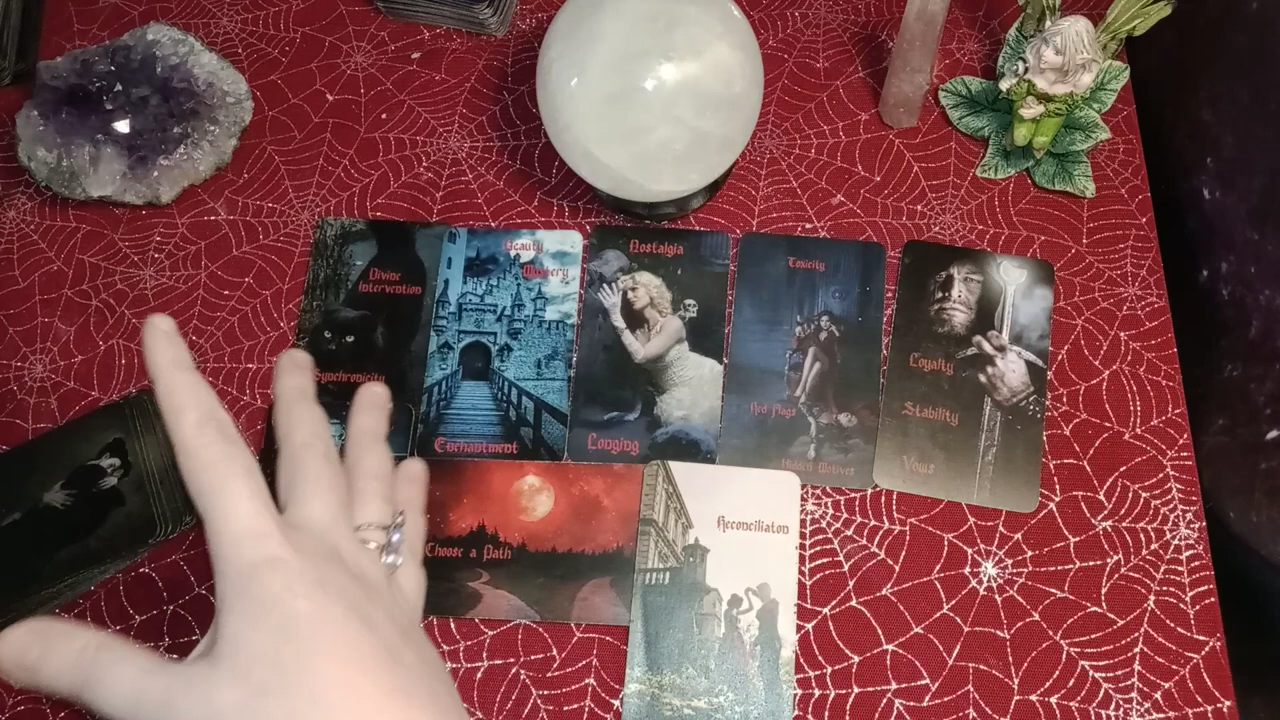 Divine
Intervention
Synchronicity
Beauty
Mystery
Enchantment
Nostalgia
Longing
Toxicity
Red Flags
Hidden Motives
Loyalty
Stability
Vows
Choose a Path
Reconciliaton